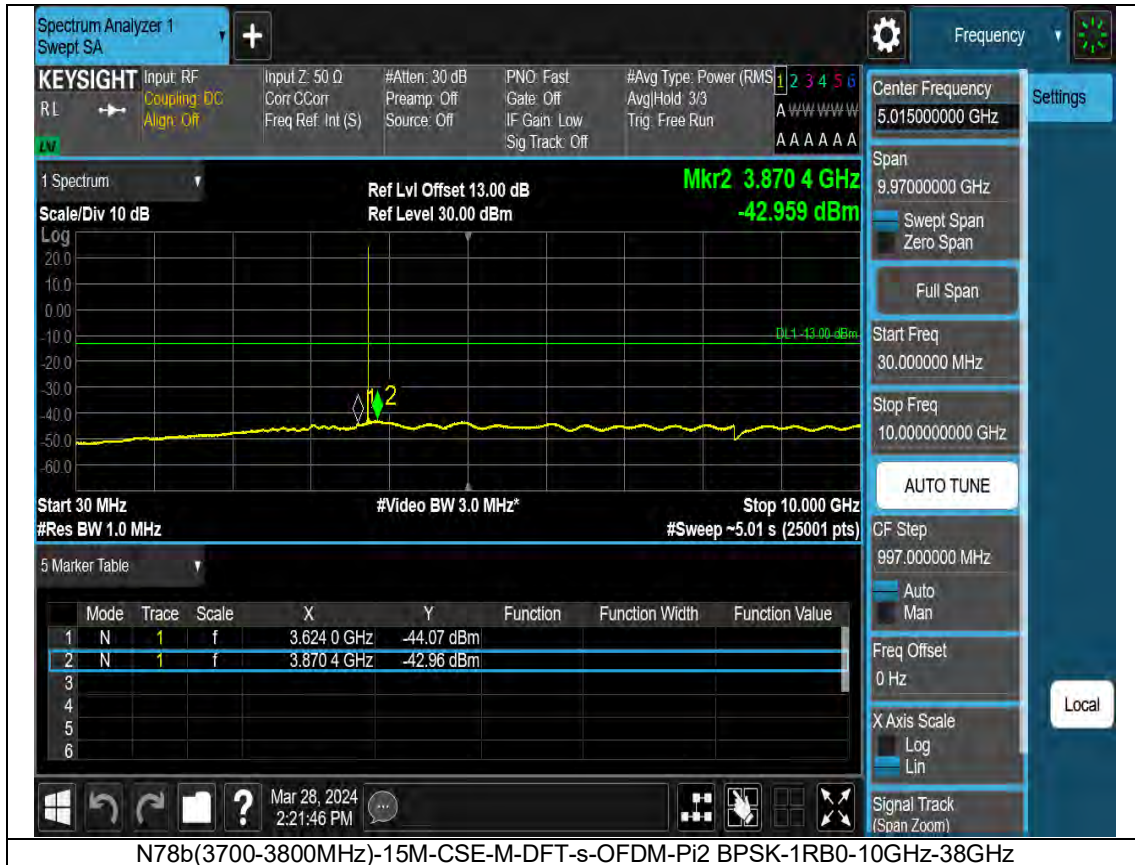 Spectrum Analyzer 1
Swept SA
+
Frequency
KEYSIGHT
RL
LXI
Input: RF
Coupling: DC
Align: Off
Input Z: 50 Ω
Corr CCorr
Freq Ref: Int (S)
#Atten: 30 dB
Preamp: Off
Source: Off
PNO: Fast
Gate: Off
IF Gain: Low
Sig Track: Off
#Avg Type: Power (RMS
Avg|Hold: 3/3
Trig: Free Run
1 2 3 4 5 6
A W W W W W
A A A A A A
Center Frequency
5.015000000 GHz
Settings
Span
9.97000000 GHz
Swept Span
Zero Span
Full Span
Start Freq
30.000000 MHz
Stop Freq
10.000000000 GHz
AUTO TUNE
CF Step
997.000000 MHz
Auto
Man
Freq Offset
0 Hz
X Axis Scale
Log
Lin
Signal Track
(Span Zoom)
Local
1 Spectrum
Scale/Div 10 dB
Ref Lvl Offset 13.00 dB
Ref Level 30.00 dBm
Mkr2 3.870 4 GHz
-42.959 dBm
Log
20.0
10.0
0.00
-10.0
-20.0
-30.0
-40.0
-50.0
-60.0
DL1 -13.00 dBm
1
2
Start 30 MHz
#Video BW 3.0 MHz*
Stop 10.000 GHz
#Res BW 1.0 MHz
#Sweep ~5.01 s (25001 pts)
5 Marker Table
Mode Trace Scale X Y Function Function Width Function Value
1 N 1 f 3.624 0 GHz -44.07 dBm
2 N 1 f 3.870 4 GHz -42.96 dBm
3
4
5
6
?
Mar 28, 2024
2:21:46 PM
N78b(3700-3800MHz)-15M-CSE-M-DFT-s-OFDM-Pi2 BPSK-1RB0-10GHz-38GHz